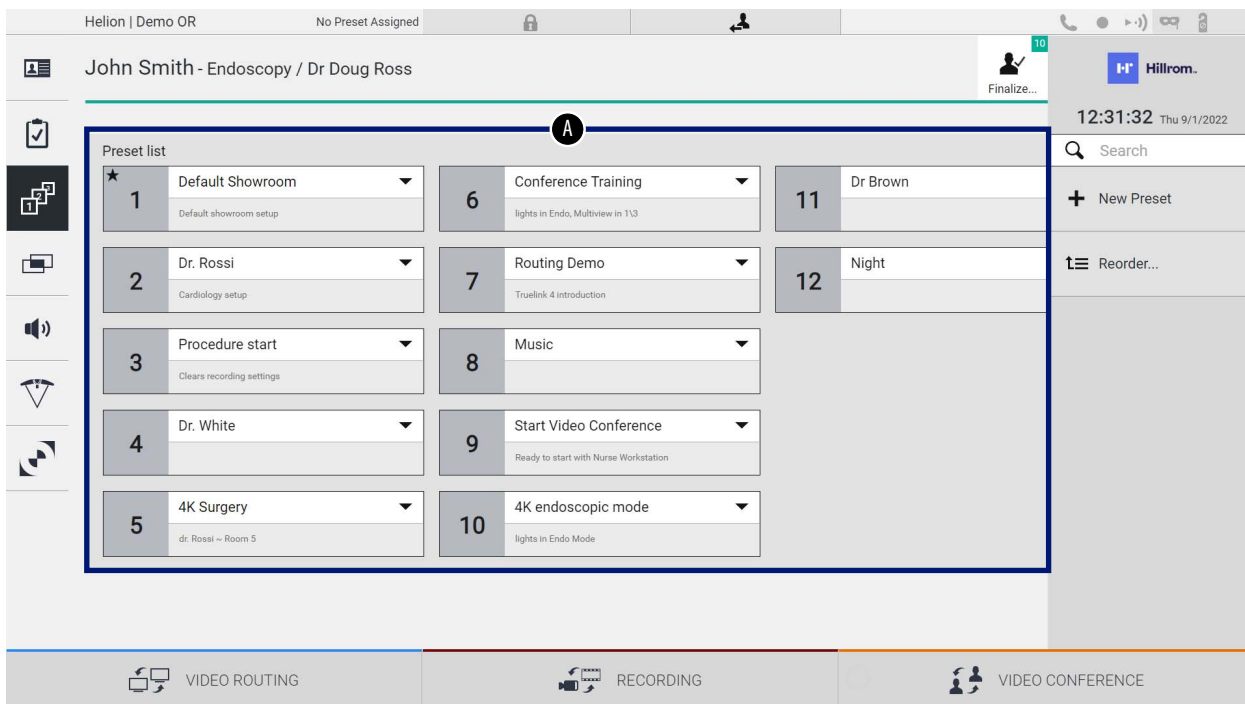 Helion | Demo OR
No Preset Assigned
John Smith - Endoscopy / Dr Doug Ross
10
Finalize...
Hillrom™
12:31:32 Thu 9/1/2022
Search
New Preset
Reorder...
A
Preset list
1
Default Showroom
Default showroom setup
2
Dr. Rossi
Cardiology setup
3
Procedure start
Clears recording settings
4
Dr. White
5
4K Surgery
dr. Rossi ~ Room 5
6
Conference Training
lights in Endo, Multiview in 1\3
7
Routing Demo
Truelink 4 introduction
8
Music
9
Start Video Conference
Ready to start with Nurse Workstation
10
4K endoscopic mode
lights in Endo Mode
11
Dr Brown
12
Night
VIDEO ROUTING
RECORDING
VIDEO CONFERENCE